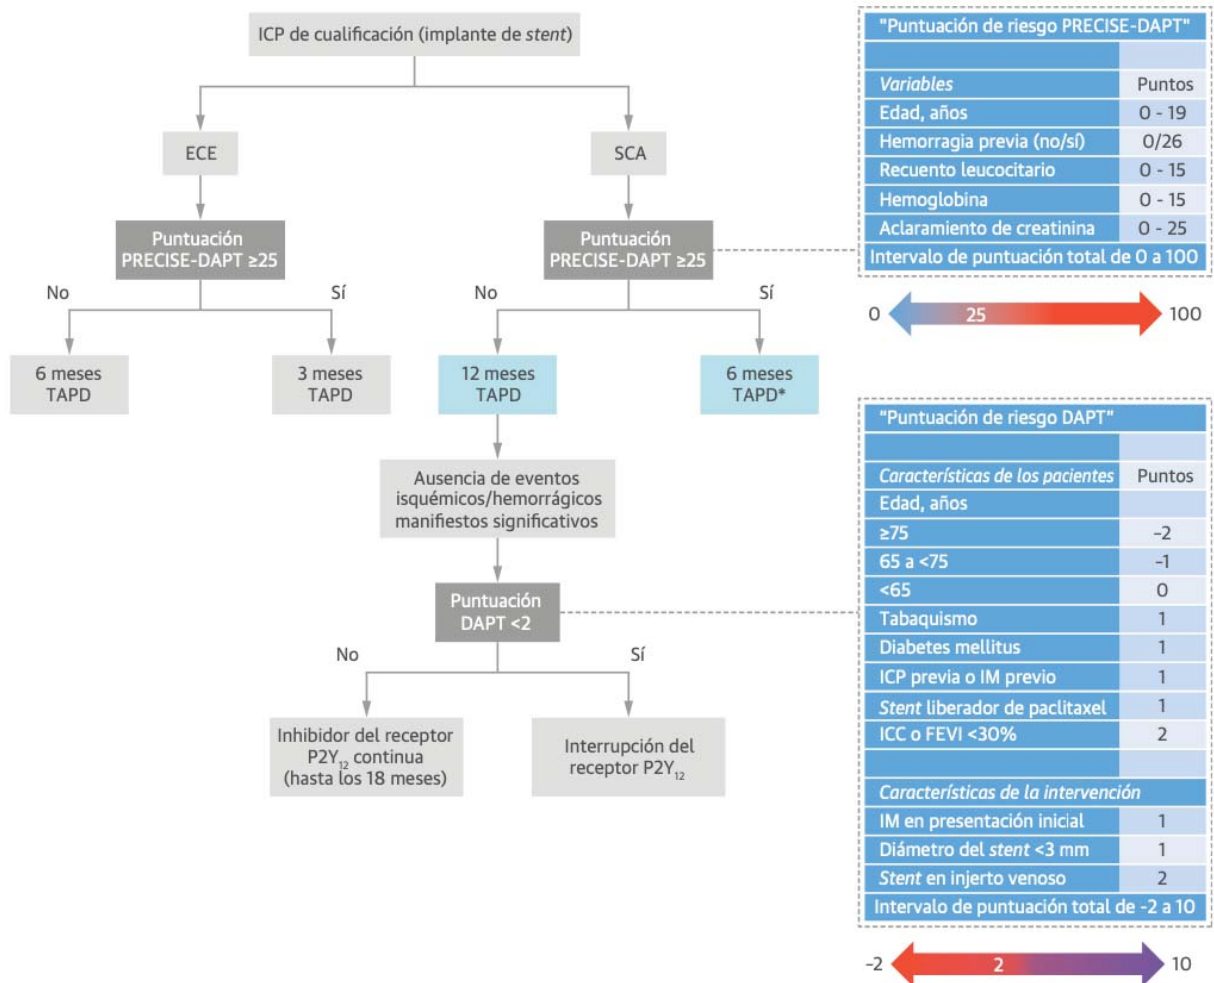 ICP de cualificación (implante de stent)
ECE
SCA
Puntuación
PRECISE-DAPT ≥25
Puntuación
PRECISE-DAPT ≥25
No
Sí
No
Sí
6 meses
TAPD
3 meses
TAPD
12 meses
TAPD
6 meses
TAPD*
Ausencia de eventos
isquémicos/hemorrágicos
manifiestos significativos
Puntuación
DAPT <2
No
Sí
Inhibidor del receptor
P2Y12 continua
(hasta los 18 meses)
Interrupción del
receptor P2Y12
"Puntuación de riesgo PRECISE-DAPT"
Variables Puntos
Edad, años 0 - 19
Hemorragia previa (no/sí) 0/26
Recuento leucocitario 0 - 15
Hemoglobina 0 - 15
Aclaramiento de creatinina 0 - 25
Intervalo de puntuación total de 0 a 100
0 25 100
"Puntuación de riesgo DAPT"
Características de los pacientes Puntos
Edad, años
≥75 -2
65 a <75 -1
<65 0
Tabaquismo 1
Diabetes mellitus 1
ICP previa o IM previo 1
Stent liberador de paclitaxel 1
ICC o FEVI <30% 2
Características de la intervención
IM en presentación inicial 1
Diámetro del stent <3 mm 1
Stent en injerto venoso 2
Intervalo de puntuación total de -2 a 10
-2 2 10